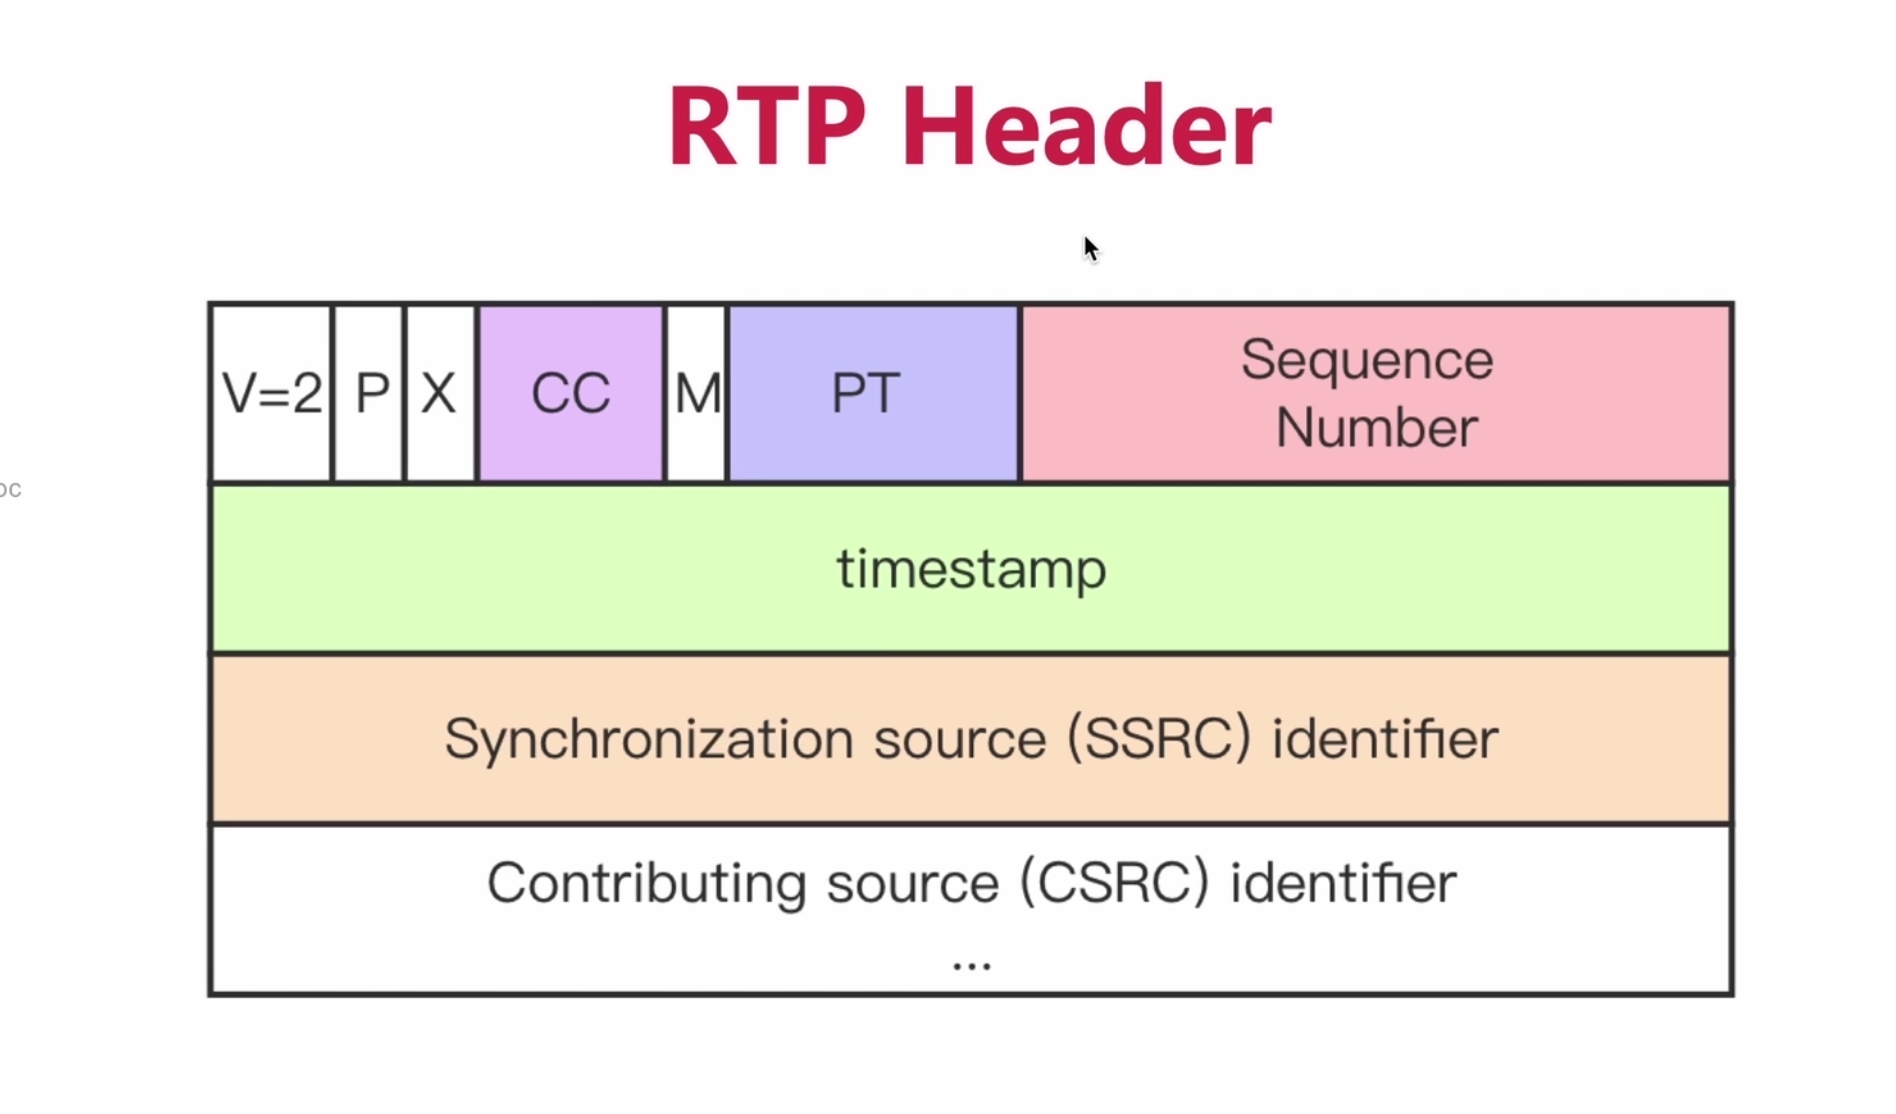 RTP Header
V=2 P X CC M PT Sequence
Number
oc
timestamp
Synchronization source (SSRC) identifier
Contributing source (CSRC) identifier
...